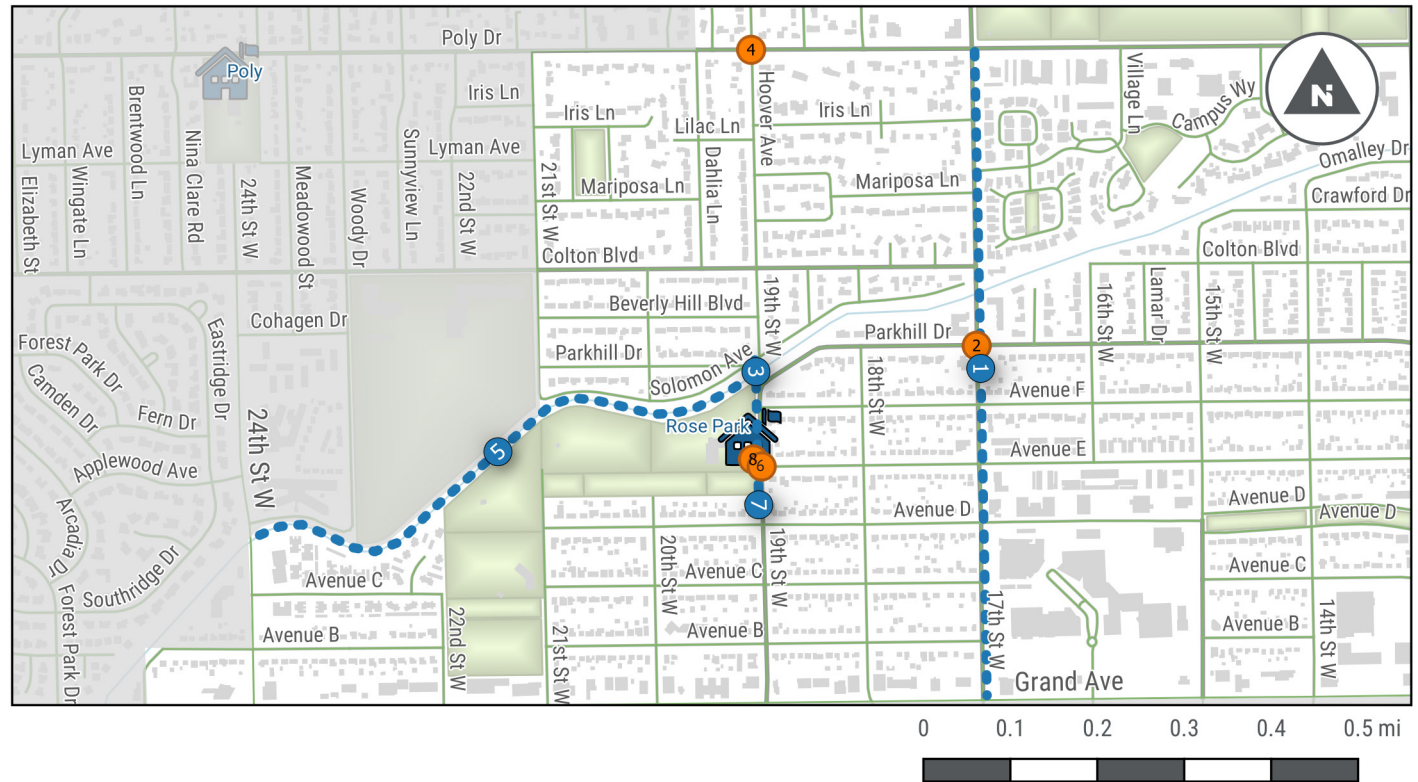 Poly Dr
4
Poly
Iris Ln
Hoover Ave
Village Ln
Campus Wy
N
Brentwood Ln
Iris Ln
Iris Ln
Lilac Ln
Lyman Ave
Nina Clare Rd
Sunnyview Ln
Lyman Ave
Dahlia Ln
Omalley Dr
Elizabeth St
Wingate Ln
24th St W
Meadowood St
Woody Dr
22nd St W
21st St W
Mariposa Ln
Mariposa Ln
Crawford Dr
Colton Blvd
Colton Blvd
Beverly Hill Blvd
19th St W
16th St W
Lamar Dr
15th St W
Cohagen Dr
Forest Park Dr
Eastridge Dr
Parkhill Dr
Parkhill Dr
2
Solomon Ave
3
18th St W
1
Camden Dr
Fern Dr
Avenue F
24th St W
Rose Park
Applewood Ave
5
8
6
Avenue E
Arcadia Dr
7
Avenue D
Avenue D
Avenue D
Southridge Dr
Avenue C
20th St W
Avenue C
19th St W
Avenue C
Forest Park Dr
Avenue B
22nd St W
21st St W
Avenue B
17th St W
Avenue B
14th St W
Grand Ave
0 0.1 0.2 0.3 0.4 0.5 mi